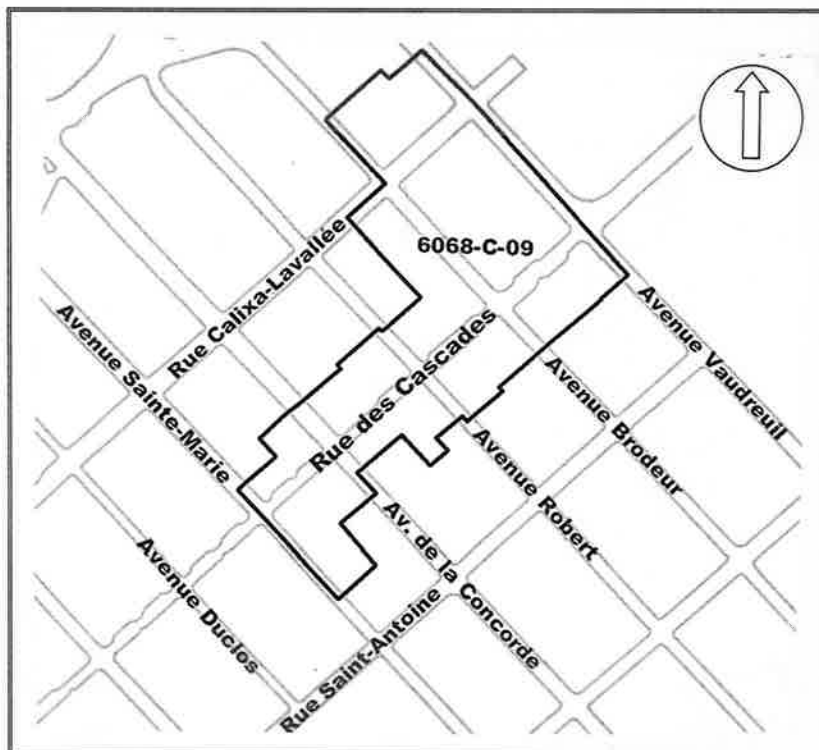 6068-C-09
Rue Calixa-Lavallée
Avenue Sainte-Marie
Rue des Cascades
Avenue Vaudreuil
Avenue Brodeur
Avenue Robert
Av. de la Concorde
Avenue Duclos
Rue Saint-Antoine